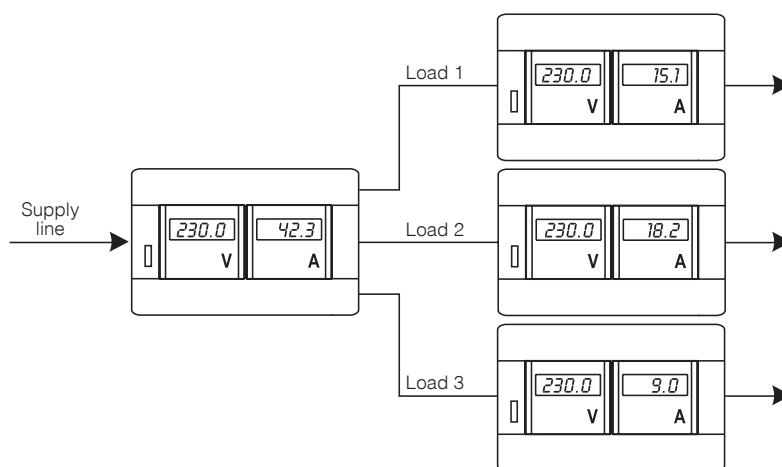 Supply
line
230.0 V
42.3 A
Load 1
230.0 V
15.1 A
Load 2
230.0 V
18.2 A
Load 3
230.0 V
9.0 A